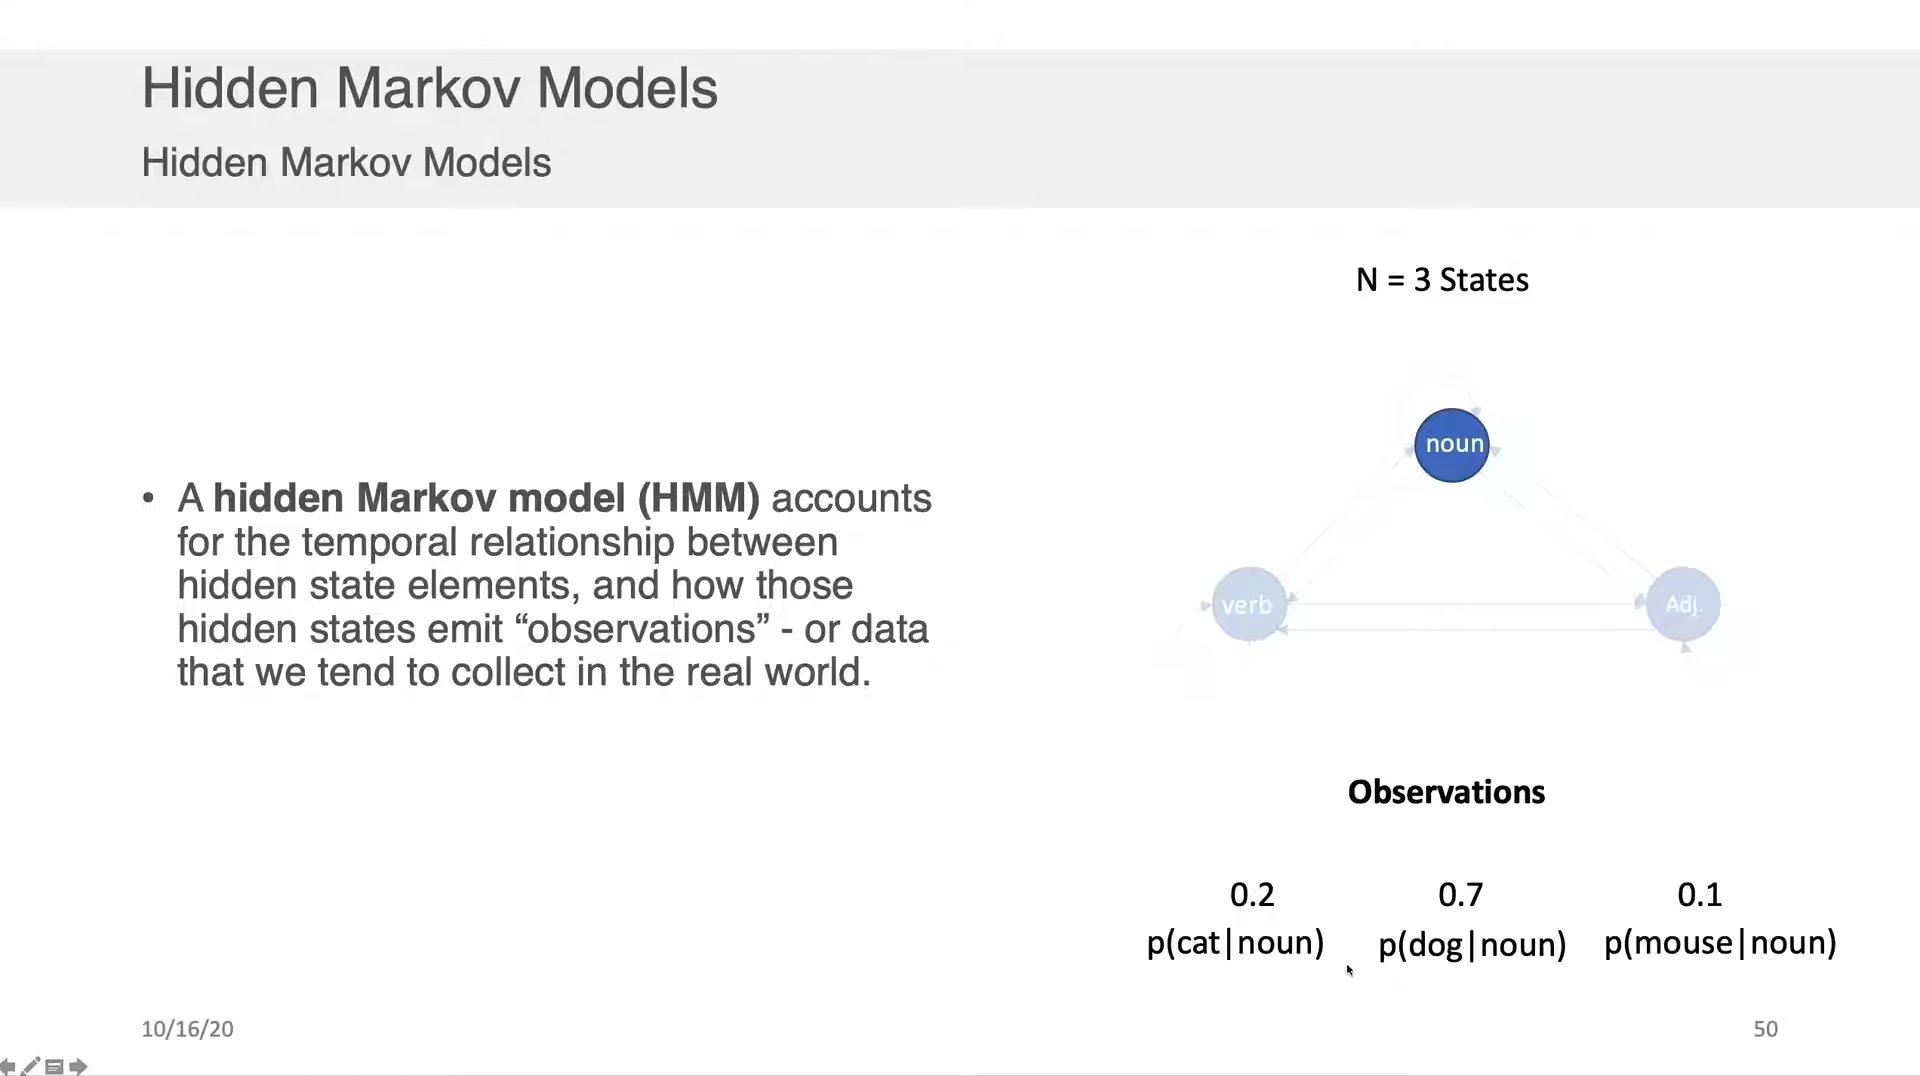 Hidden Markov Models
Hidden Markov Models
N = 3 States
noun
verb
Adj.
• A hidden Markov model (HMM) accounts
for the temporal relationship between
hidden state elements, and how those
hidden states emit “observations” - or data
that we tend to collect in the real world.
Observations
0.2 0.7 0.1
p(cat|noun) p(dog|noun) p(mouse|noun)
10/16/20
50